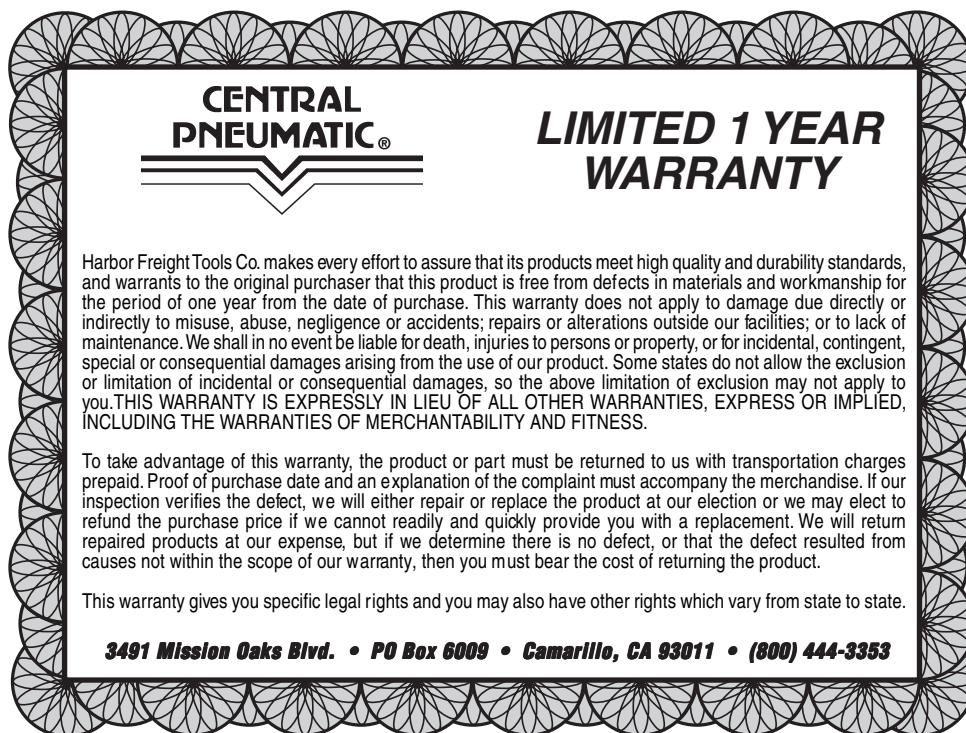 CENTRAL
PNEUMATIC®
LIMITED 1 YEAR
WARRANTY
Harbor Freight Tools Co. makes every effort to assure that its products meet high quality and durability standards,
and warrants to the original purchaser that this product is free from defects in materials and workmanship for
the period of one year from the date of purchase. This warranty does not apply to damage due directly or
indirectly to misuse, abuse, negligence or accidents; repairs or alterations outside our facilities; or to lack of
maintenance. We shall in no event be liable for death, injuries to persons or property, or for incidental, contingent,
special or consequential damages arising from the use of our product. Some states do not allow the exclusion
or limitation of incidental or consequential damages, so the above limitation of exclusion may not apply to
you.THIS WARRANTY IS EXPRESSLY IN LIEU OF ALL OTHER WARRANTIES, EXPRESS OR IMPLIED,
INCLUDING THE WARRANTIES OF MERCHANTABILITY AND FITNESS.
To take advantage of this warranty, the product or part must be returned to us with transportation charges
prepaid. Proof of purchase date and an explanation of the complaint must accompany the merchandise. If our
inspection verifies the defect, we will either repair or replace the product at our election or we may elect to
refund the purchase price if we cannot readily and quickly provide you with a replacement. We will return
repaired products at our expense, but if we determine there is no defect, or that the defect resulted from
causes not within the scope of our warranty, then you must bear the cost of returning the product.
This warranty gives you specific legal rights and you may also have other rights which vary from state to state.
3491 Mission Oaks Blvd. • PO Box 6009 • Camarillo, CA 93011 • (800) 444-3353